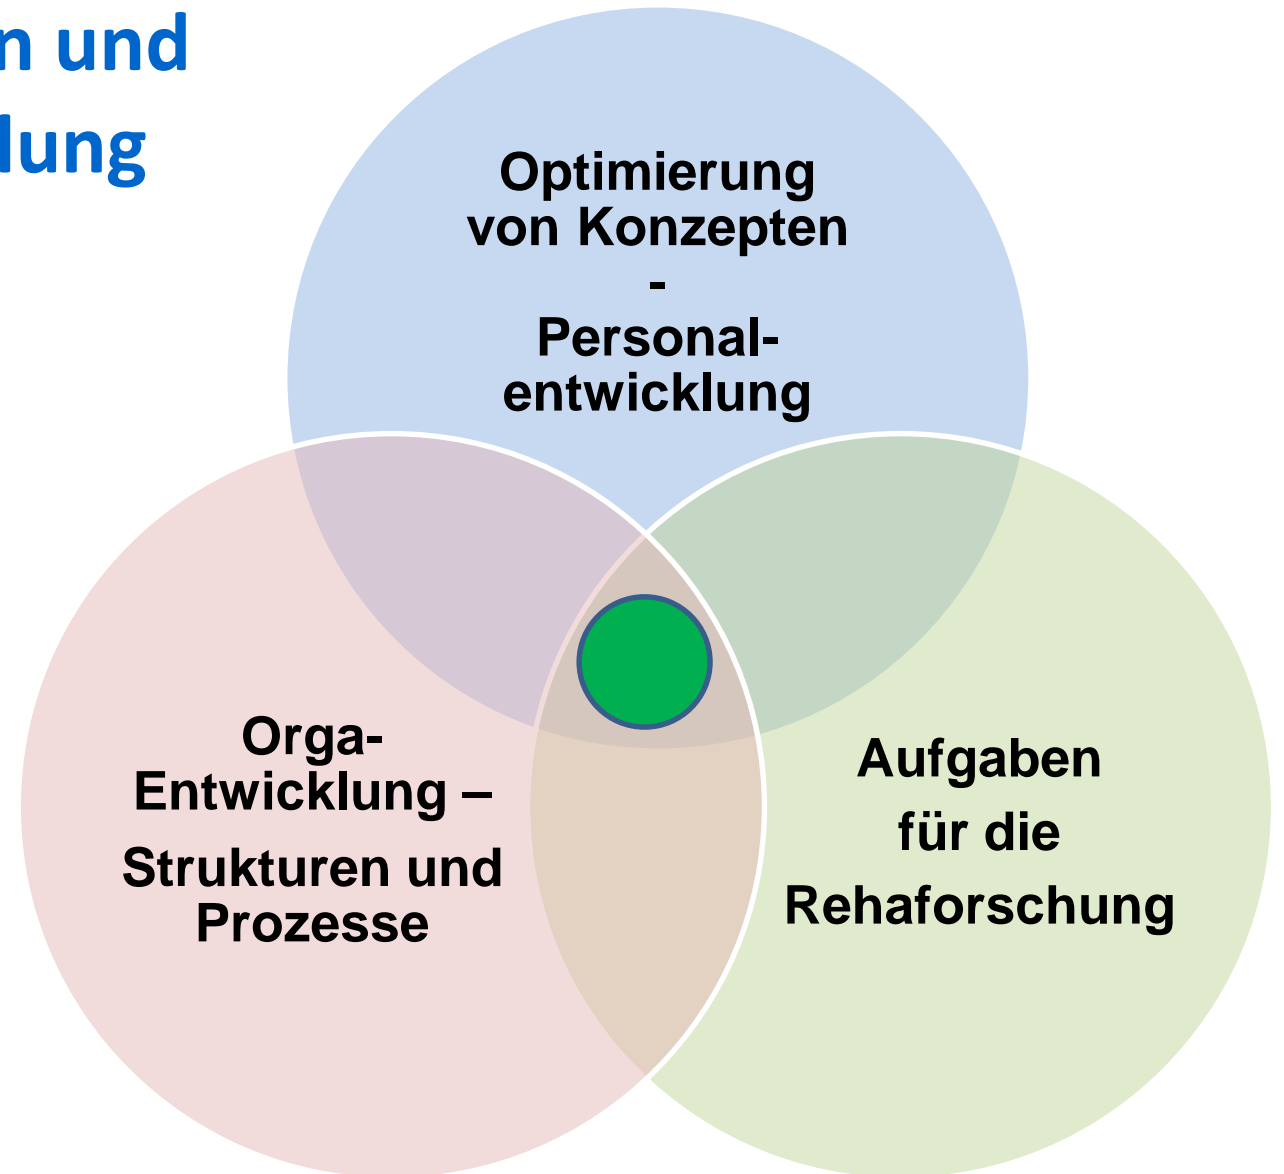 n und
lung
Optimierung
von Konzepten
-
Personal-
entwicklung
Orga-
Entwicklung –
Strukturen und
Prozesse
Aufgaben
für die
Rehaforschung